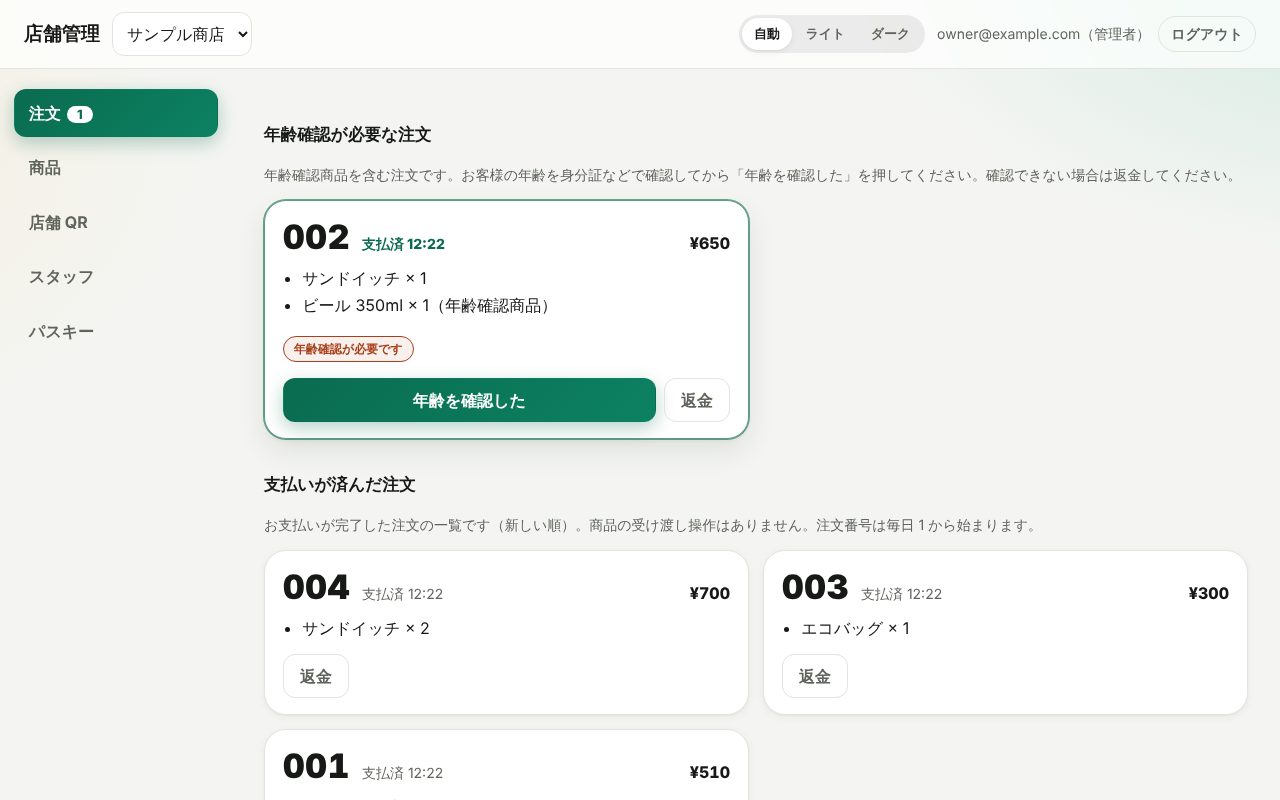 店舗管理
サンプル商店
自動 ライト ダーク
owner@example.com（管理者）
ログアウト
注文 1
商品
店舗 QR
スタッフ
パスキー
年齢確認が必要な注文
年齢確認商品を含む注文です。お客様の年齢を身分証などで確認してから「年齢を確認した」を押してください。確認できない場合は返金してください。
002 支払済 12:22 ¥650
• サンドイッチ × 1
• ビール 350ml × 1（年齢確認商品）
年齢確認が必要です
年齢を確認した 返金
支払いが済んだ注文
お支払いが完了した注文の一覧です（新しい順）。商品の受け渡し操作はありません。注文番号は毎日 1 から始まります。
004 支払済 12:22 ¥700
• サンドイッチ × 2
返金
003 支払済 12:22 ¥300
• エコバッグ × 1
返金
001 支払済 12:22 ¥510